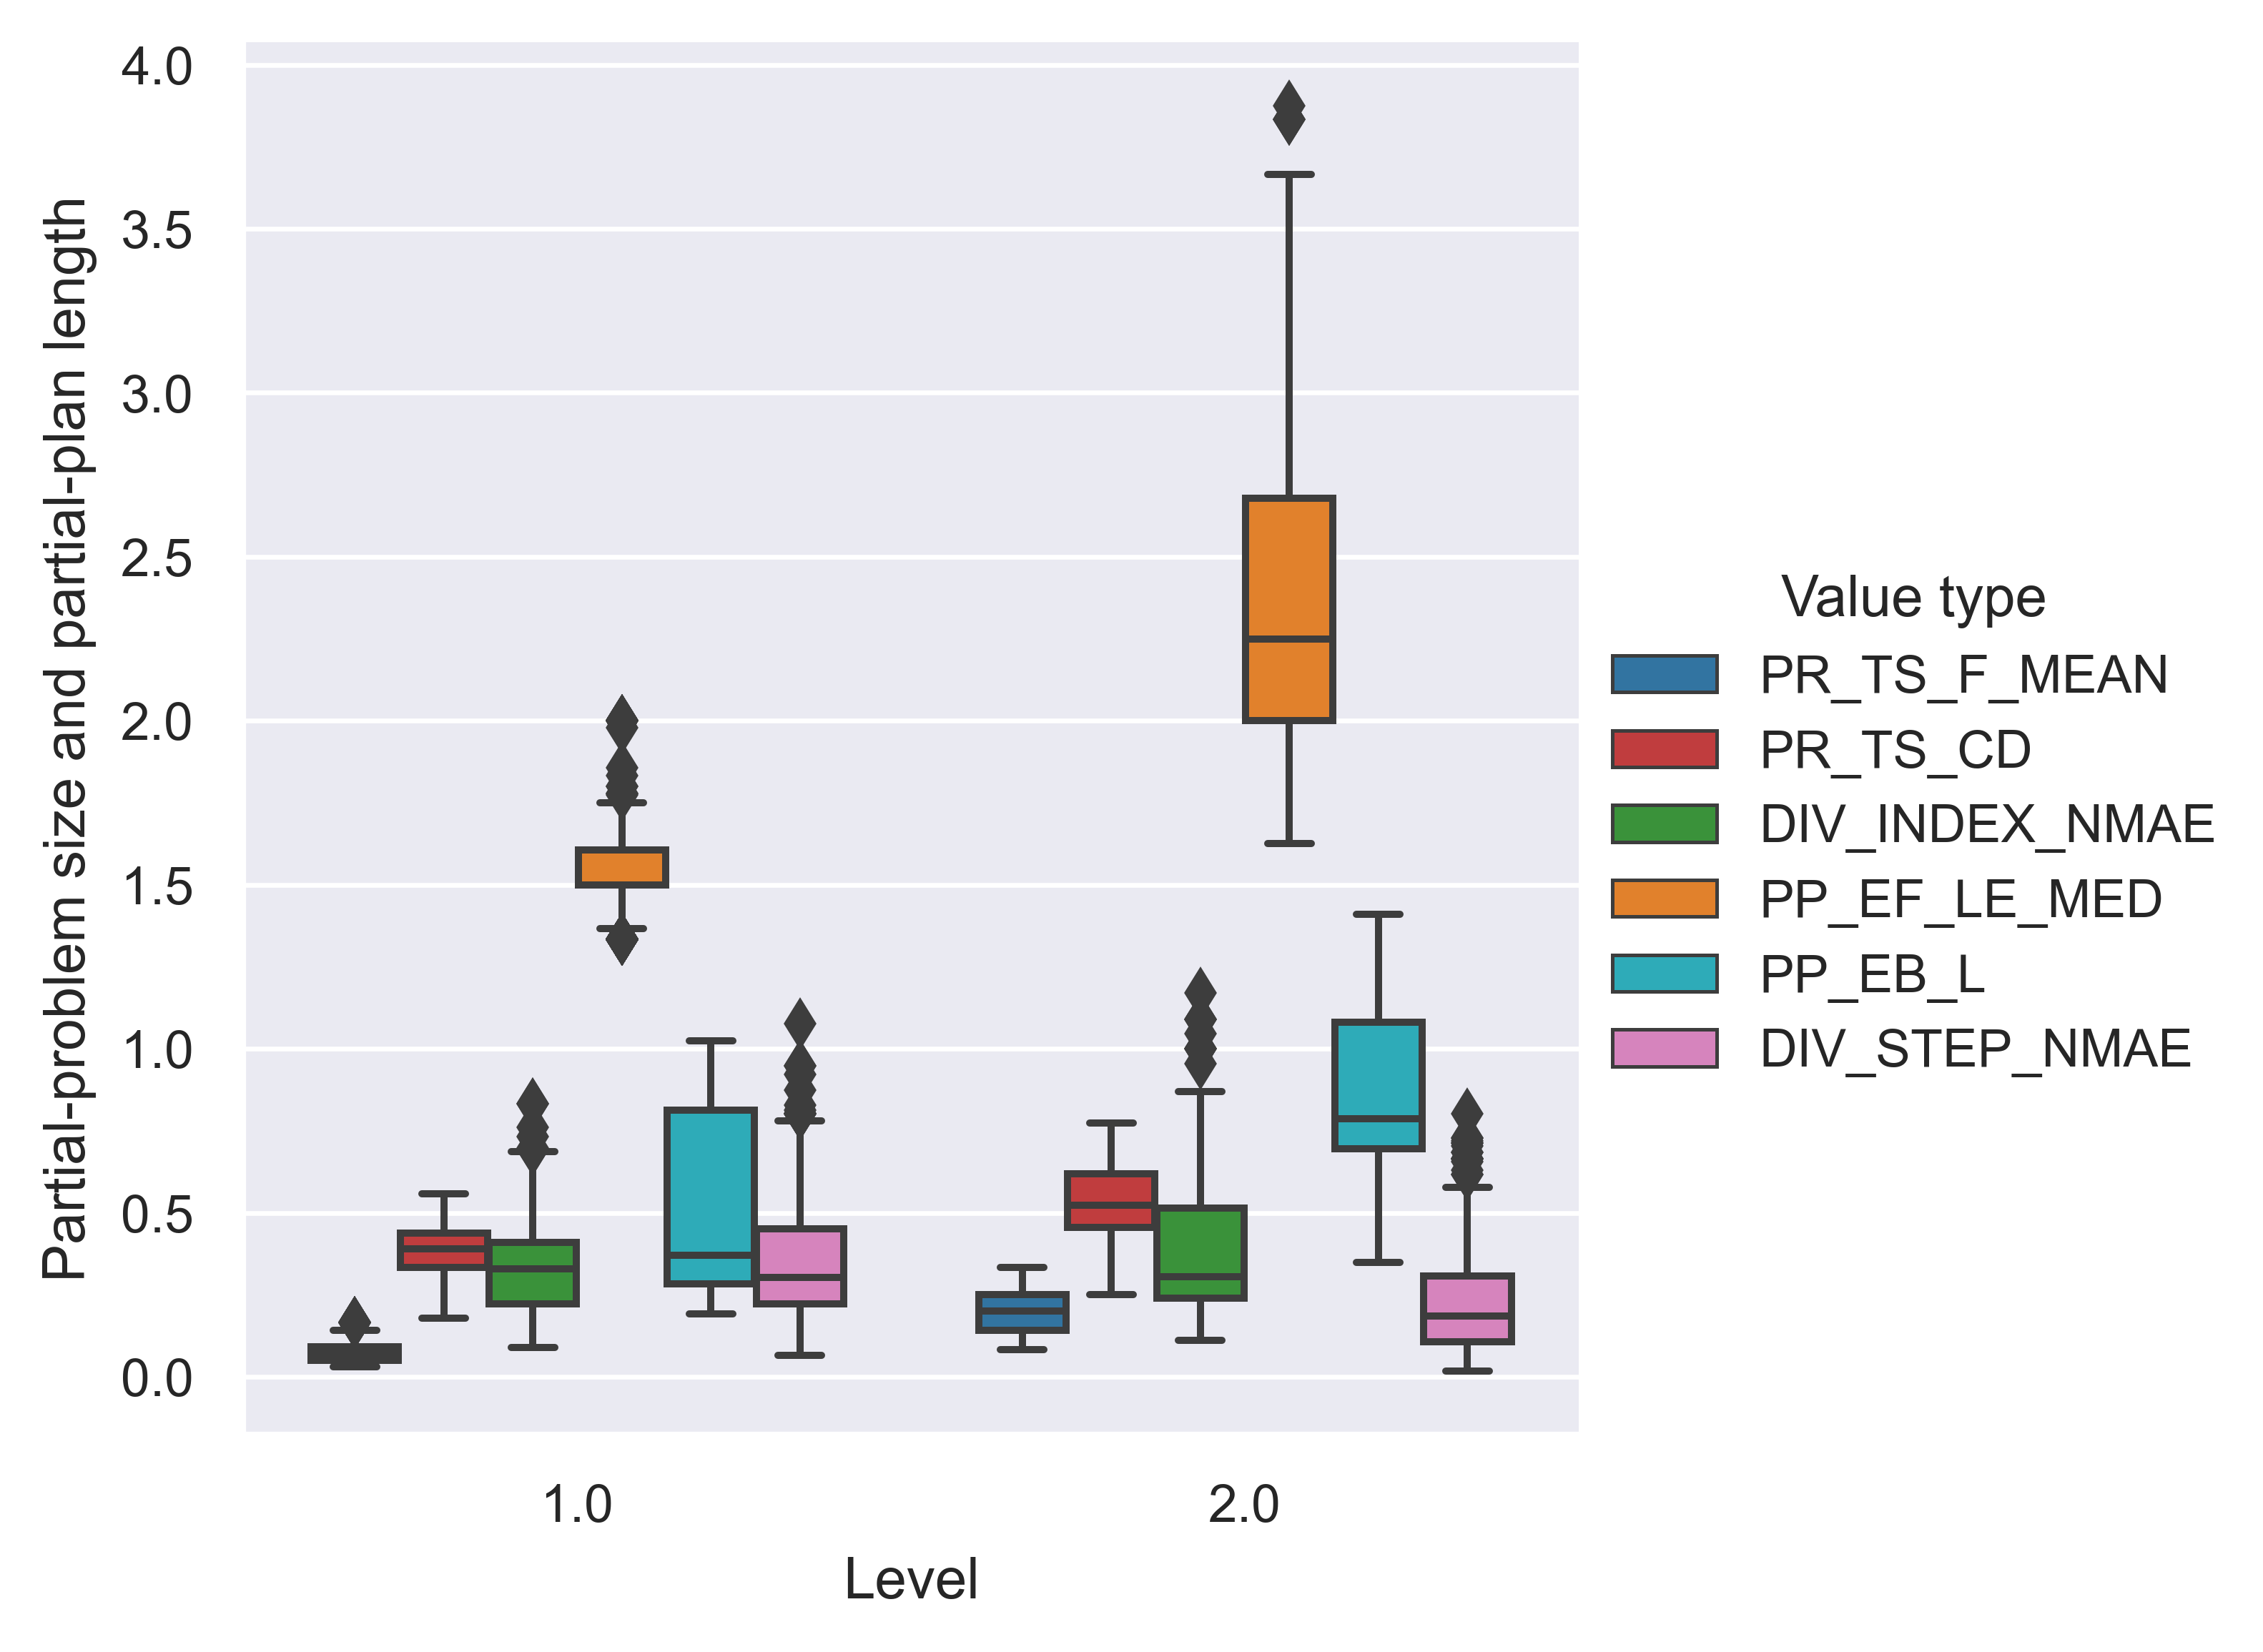 Partial-problem size and partial-plan length
4.0
3.5
3.0
2.5
2.0
1.5
1.0
0.5
0.0
1.0
2.0
Level
Value type
PR_TS_F_MEAN
PR_TS_CD
DIV_INDEX_NMAE
PP_EF_LE_MED
PP_EB_L
DIV_STEP_NMAE